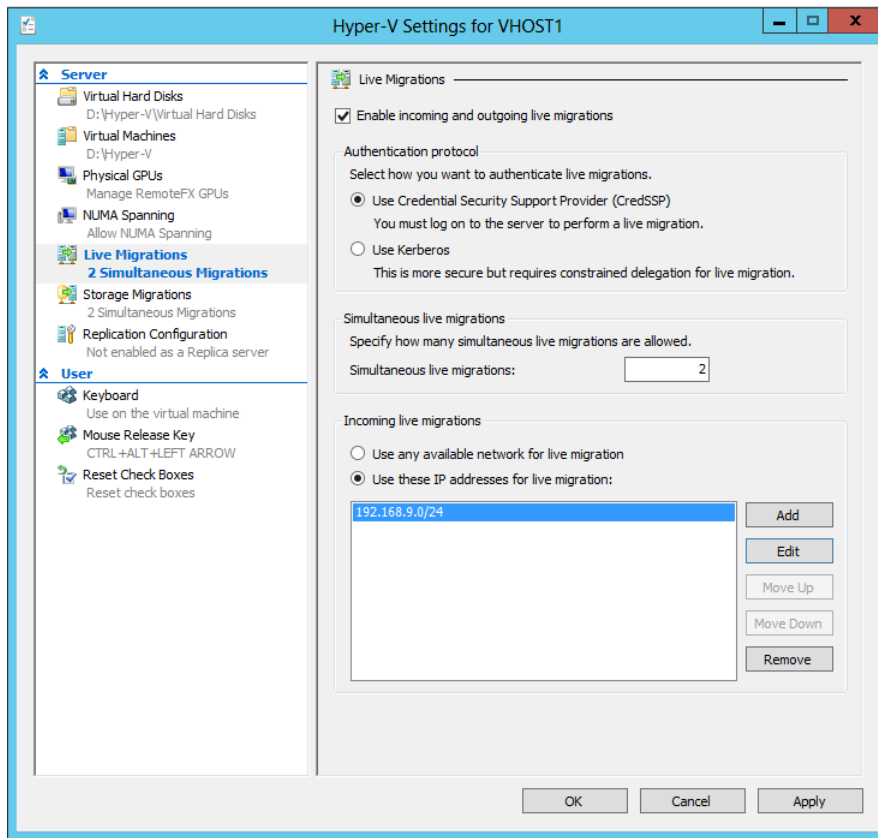 Hyper-V Settings for VHOST1
Server
Virtual Hard Disks
D:\Hyper-V\Virtual Hard Disks
Virtual Machines
D:\Hyper-V
Physical GPUs
Manage RemoteFX GPUs
NUMA Spanning
Allow NUMA Spanning
Live Migrations
2 Simultaneous Migrations
Storage Migrations
2 Simultaneous Migrations
Replication Configuration
Not enabled as a Replica server
User
Keyboard
Use on the virtual machine
Mouse Release Key
CTRL+ALT+LEFT ARROW
Reset Check Boxes
Reset check boxes
Live Migrations
Enable incoming and outgoing live migrations
Authentication protocol
Select how you want to authenticate live migrations.
Use Credential Security Support Provider (CredSSP)
You must log on to the server to perform a live migration.
Use Kerberos
This is more secure but requires constrained delegation for live migration.
Simultaneous live migrations
Specify how many simultaneous live migrations are allowed.
Simultaneous live migrations: 2
Incoming live migrations
Use any available network for live migration
Use these IP addresses for live migration:
192.168.9.0/24
Add
Edit
Move Up
Move Down
Remove
OK Cancel Apply